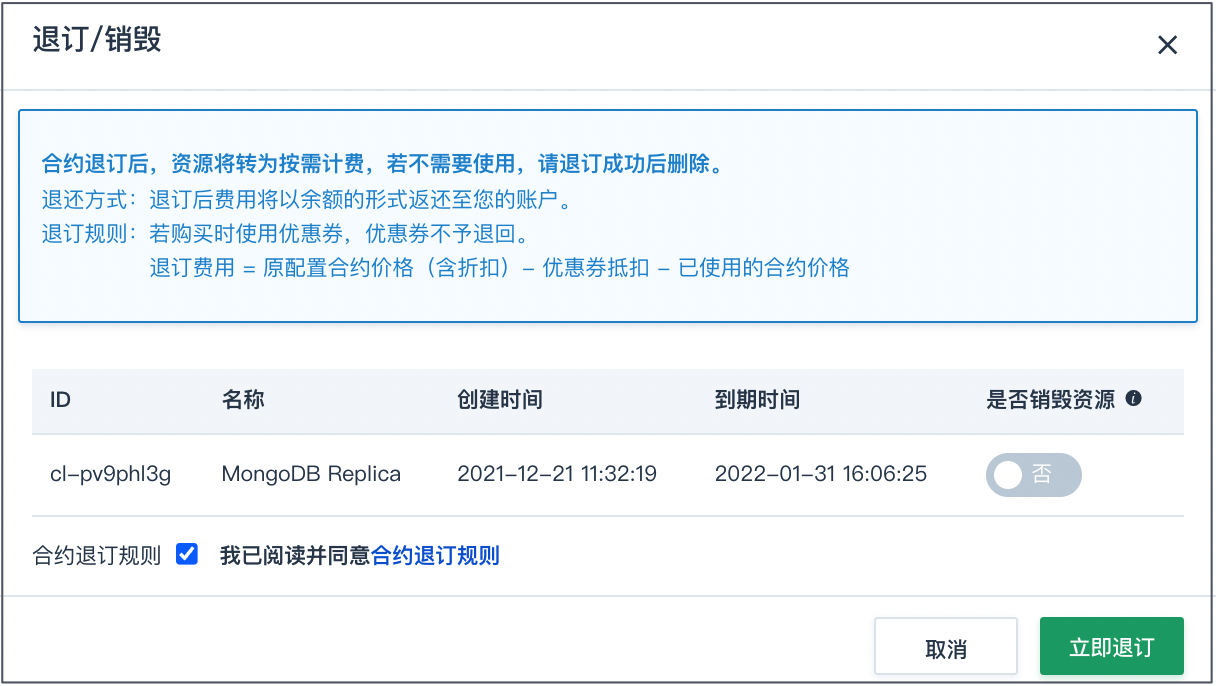 退订/销毁
合约退订后，资源将转为按需计费，若不需要使用，请退订成功后删除。
退还方式：退订后费用将以余额的形式返还至您的账户。
退订规则：若购买时使用优惠券，优惠券不予退回。
退订费用 = 原配置合约价格（含折扣）– 优惠券抵扣 – 已使用的合约价格
ID 名称 创建时间 到期时间 是否销毁资源
cl–pv9phl3g MongoDB Replica 2021–12–21 11:32:19 2022–01–31 16:06:25 否
合约退订规则 我已阅读并同意合约退订规则
取消 立即退订